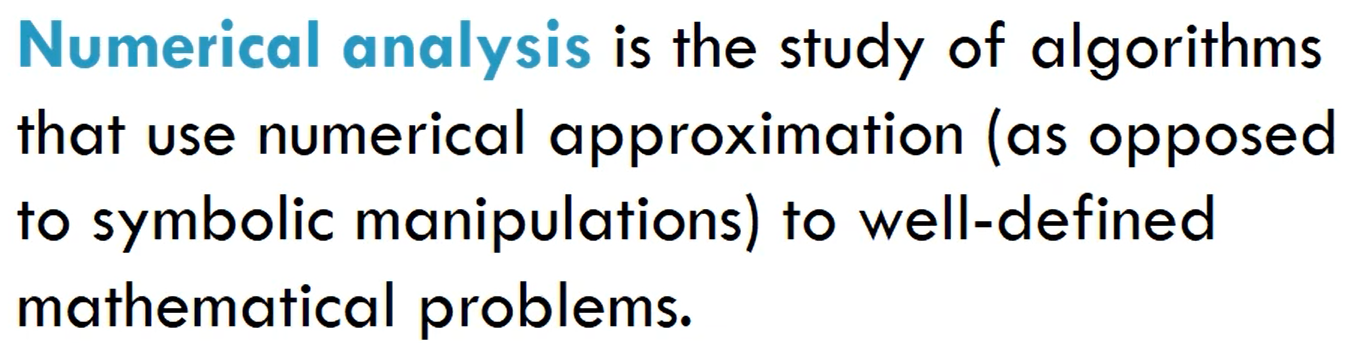 Numerical analysis is the study of algorithms
that use numerical approximation (as opposed
to symbolic manipulations) to well-defined
mathematical problems.